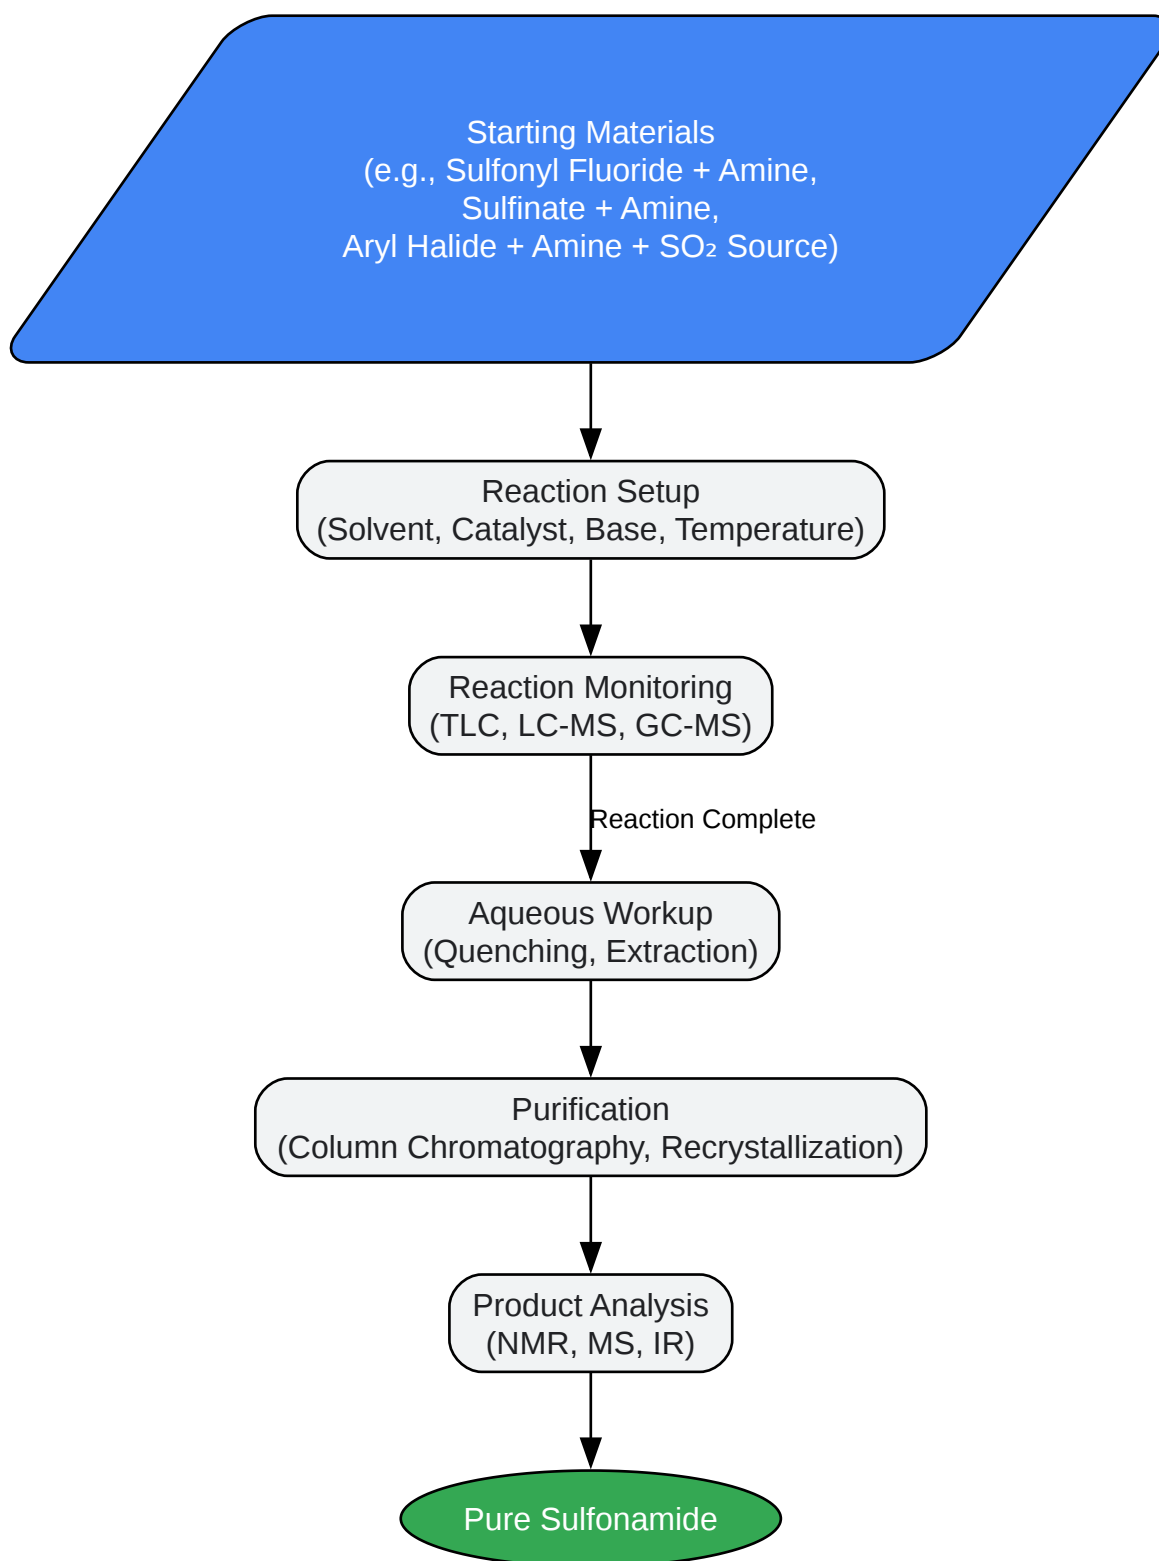 Starting Materials
(e.g., Sulfonyl Fluoride + Amine,
Sulfinate + Amine,
Aryl Halide + Amine + SO₂ Source)
Reaction Setup
(Solvent, Catalyst, Base, Temperature)
Reaction Monitoring
(TLC, LC-MS, GC-MS)
Reaction Complete
Aqueous Workup
(Quenching, Extraction)
Purification
(Column Chromatography, Recrystallization)
Product Analysis
(NMR, MS, IR)
Pure Sulfonamide